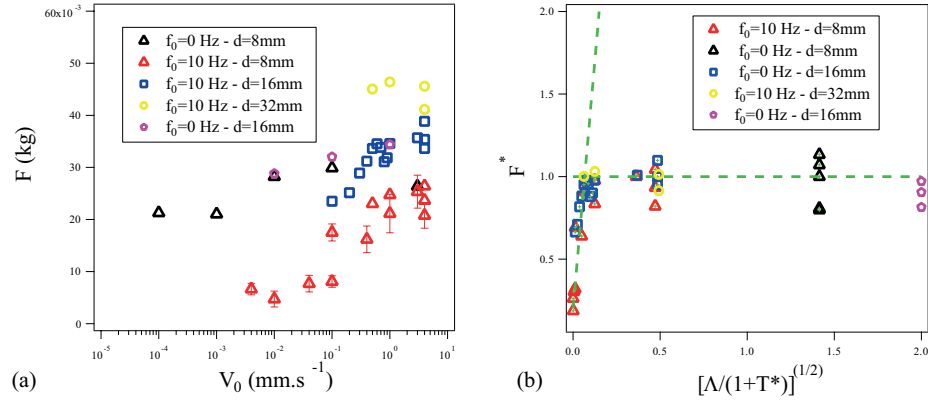 60x10⁻³
50
40
30
20
10
0
F (kg)
f₀=0 Hz - d=8mm
f₀=10 Hz - d=8mm
f₀=10 Hz - d=16mm
f₀=10 Hz - d=32mm
f₀=0 Hz - d=16mm
10⁻⁵ 10⁻⁴ 10⁻³ 10⁻² 10⁻¹ 10⁰ 10¹
(a)
V₀ (mm.s⁻¹)
2.0
1.5
1.0
0.5
F*
f₀=10 Hz - d=8mm
f₀=0 Hz - d=8mm
f₀=0 Hz - d=16mm
f₀=10 Hz - d=32mm
f₀=0 Hz - d=16mm
0.0 0.5 1.0 1.5 2.0
(b)
[Λ/(1+T*)]^(1/2)